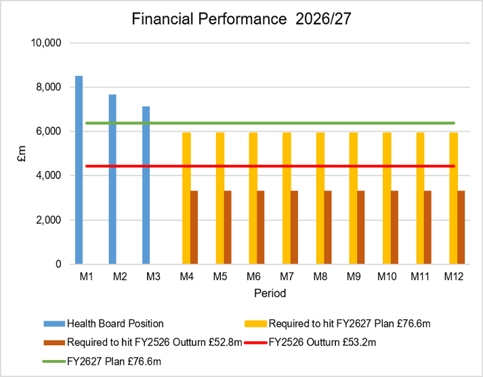 Financial Performance 2026/27
10,000
8,000
6,000
4,000
2,000
0
£m
M1 M2 M3 M4 M5 M6 M7 M8 M9 M10 M11 M12
Period
Health Board Position Required to hit FY2627 Plan £76.6m
Required to hit FY2526 Outturn £52.8m FY2526 Outturn £53.2m
FY2627 Plan £76.6m